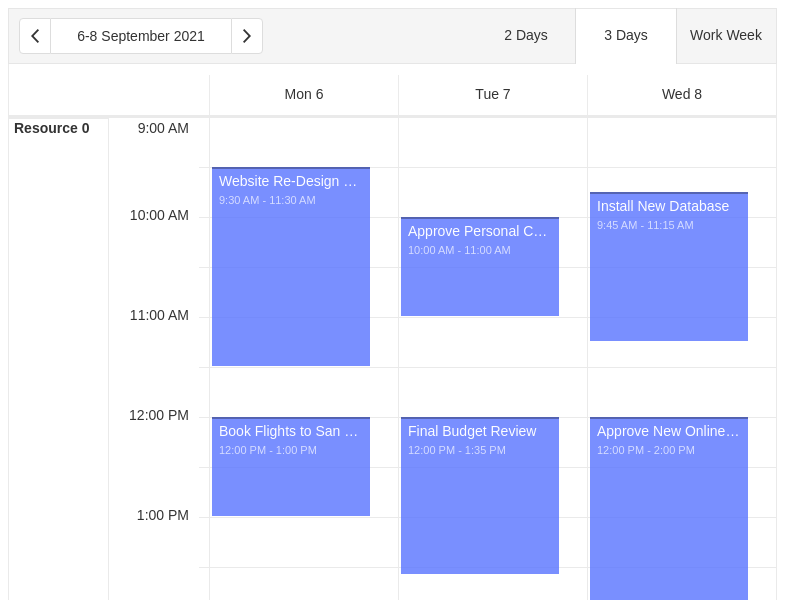 6-8 September 2021
2 Days
3 Days
Work Week
Mon 6
Tue 7
Wed 8
Resource 0
9:00 AM
10:00 AM
11:00 AM
12:00 PM
1:00 PM
Website Re-Design …
9:30 AM - 11:30 AM
Book Flights to San …
12:00 PM - 1:00 PM
Approve Personal C…
10:00 AM - 11:00 AM
Final Budget Review
12:00 PM - 1:35 PM
Install New Database
9:45 AM - 11:15 AM
Approve New Online…
12:00 PM - 2:00 PM